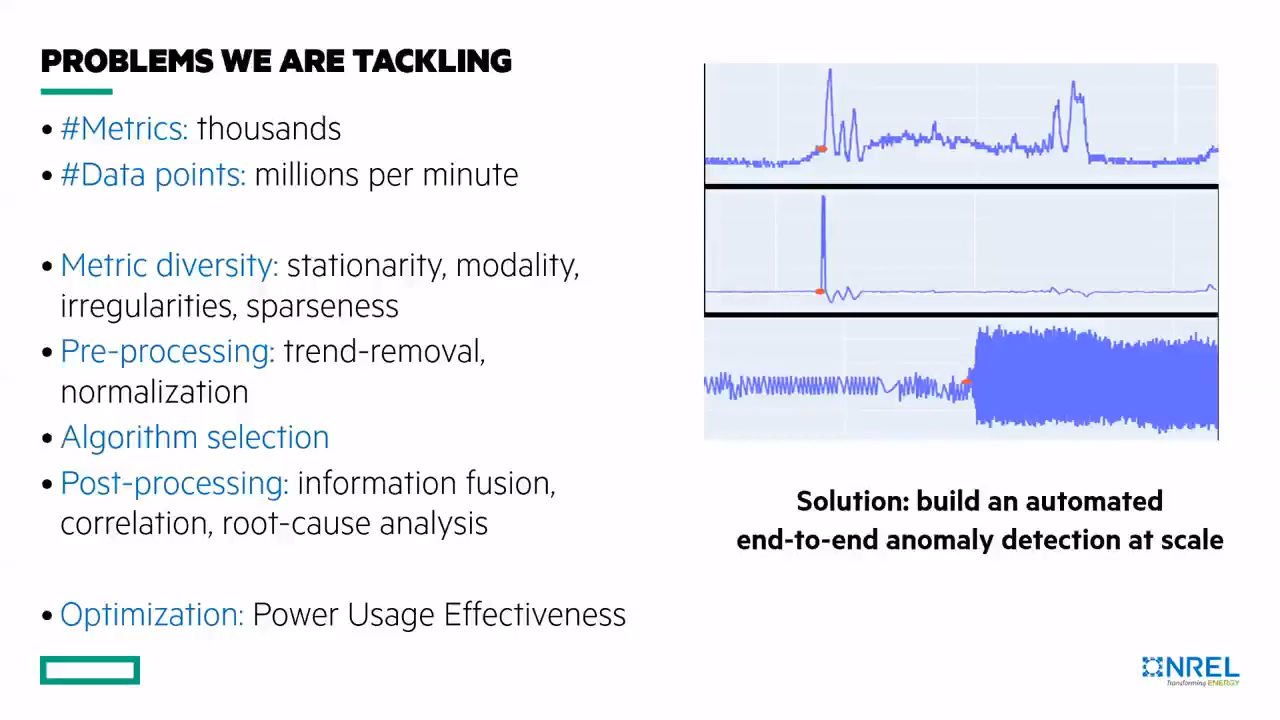 PROBLEMS WE ARE TACKLING
• #Metrics: thousands
• #Data points: millions per minute
• Metric diversity: stationarity, modality,
irregularities, sparseness
• Pre-processing: trend-removal,
normalization
• Algorithm selection
• Post-processing: information fusion,
correlation, root-cause analysis
• Optimization: Power Usage Effectiveness
Solution: build an automated
end-to-end anomaly detection at scale
NREL
Transforming ENERGY